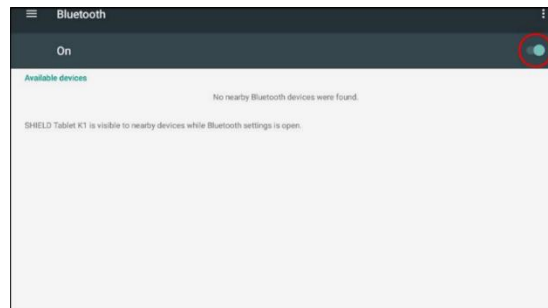 Bluetooth
On
Available devices
No nearby Bluetooth devices were found.
SHIELD Tablet K1 is visible to nearby devices while Bluetooth settings is open.